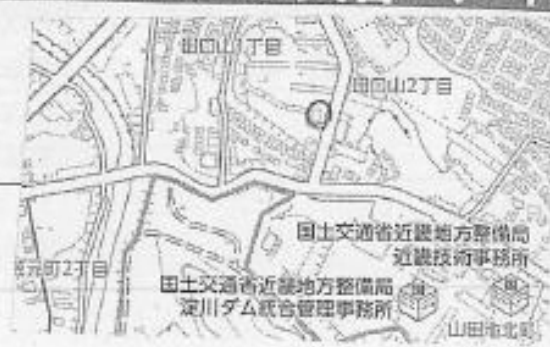 田口山1丁目
田口山2丁目
国土交通省近畿地方整備局
近畿技術事務所
元町2丁目
国土交通省近畿地方整備局
淀川ダム統合管理事務所
山田池北町